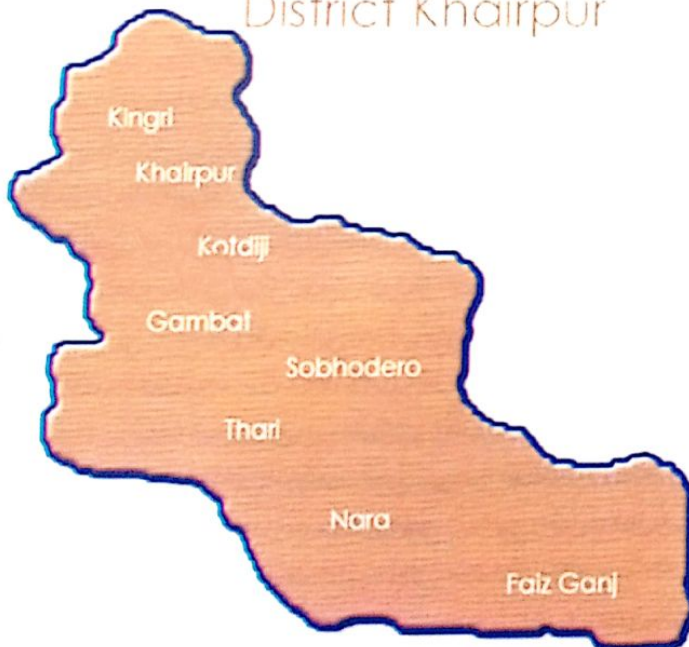 District Khairpur
Kingri
Khairpur
Kotdiji
Gambat
Sobhodero
Thari
Nara
Faiz Ganj